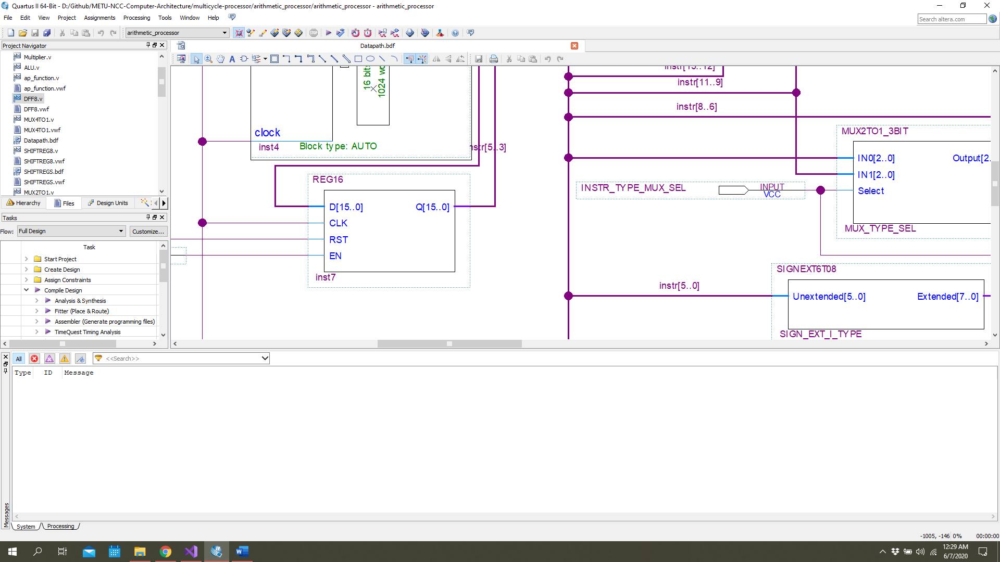 Quartus II 64-Bit - D:/Github/METU-NCC-Computer-Architecture/multicycle-processor/arithmetic_processor/arithmetic_processor - arithmetic_processor
File Edit View Project Assignments Processing Tools Window Help
Search altera.com
arithmetic_processor
Project Navigator
Multiplier.v
ALU.v
ap_function.v
ap_function.vwf
DFF8.v
DFF8.vwf
MUX4TO1.v
MUX4TO1.vwf
Datapath.bdf
SHIFTREG8.v
SHIFTREG8.vwf
SHIFTREGS.bdf
SHIFTREGS.vwf
MUX2TO1.v
Hierarchy Files Design Units
Tasks
Flow: Full Design Customize...
Task
Start Project
Create Design
Assign Constraints
Compile Design
Analysis & Synthesis
Fitter (Place & Route)
Assembler (Generate programming files)
TimeQuest Timing Analysis
Datapath.bdf
16 bits
1024 wo
clock
inst4
Block type: AUTO
nstr[5..3]
REG16
D[15..0] Q[15..0]
CLK
RST
EN
inst7
instr[15..12]
instr[11..9]
instr[8..6]
MUX2TO1_3BIT
IN0[2..0] Output[2.
IN1[2..0]
Select
MUX_TYPE_SEL
INSTR_TYPE_MUX_SEL
INPUT
VCC
SIGNEXT6TO8
instr[5..0]
Unextended[5..0] Extended[7..0]
SIGN_EXT_I_TYPE
All
<<Search>>
Type ID Message
Messages
System Processing
-1005, -146 0% 00:00:00
12:29 AM
6/7/2020